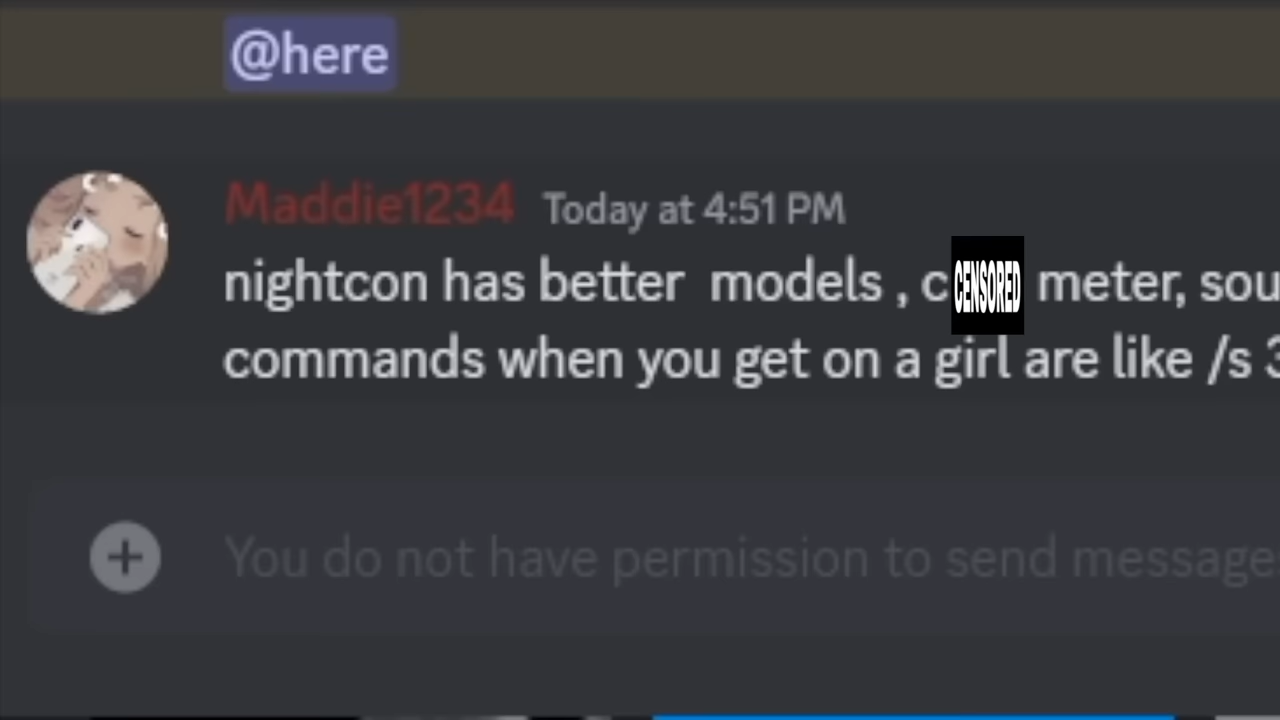 @here
Maddie1234 Today at 4:51 PM
nightcon has better models , c CENSORED meter, sou
commands when you get on a girl are like /s 3
You do not have permission to send message